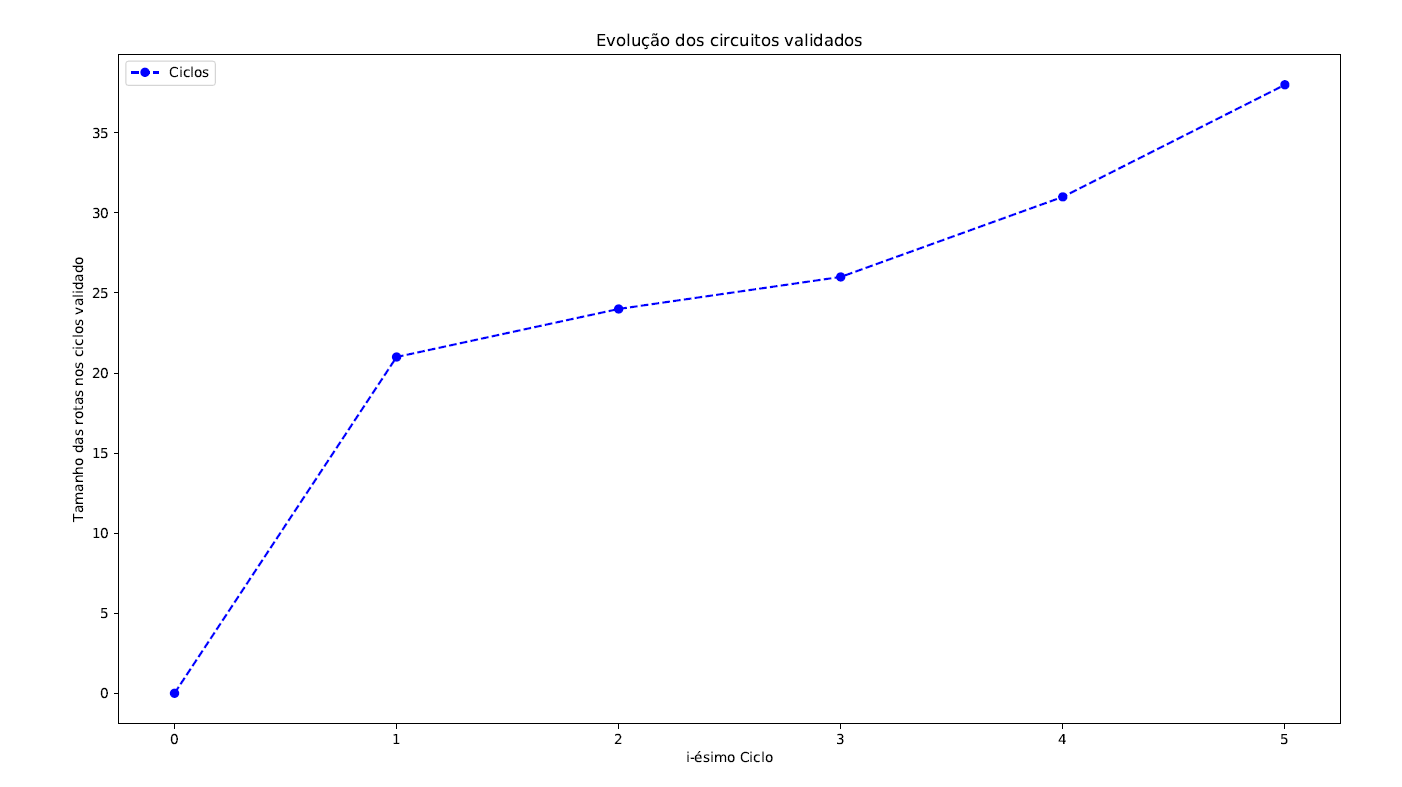 Evolução dos circuitos validados
Ciclos
Tamanho das rotas nos ciclos validado
35
30
25
20
15
10
5
0
0 1 2 3 4 5
i-ésimo Ciclo